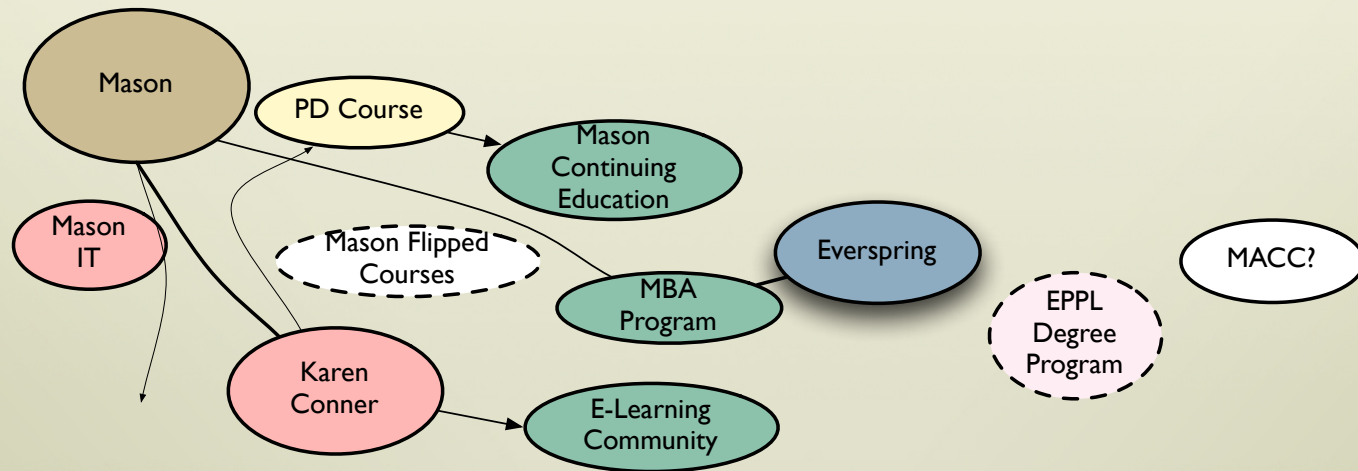 Mason
PD Course
Mason
Continuing
Education
Mason
IT
Mason Flipped
Courses
Everspring
MACC?
MBA
Program
EPPL
Degree
Program
Karen
Conner
E-Learning
Community